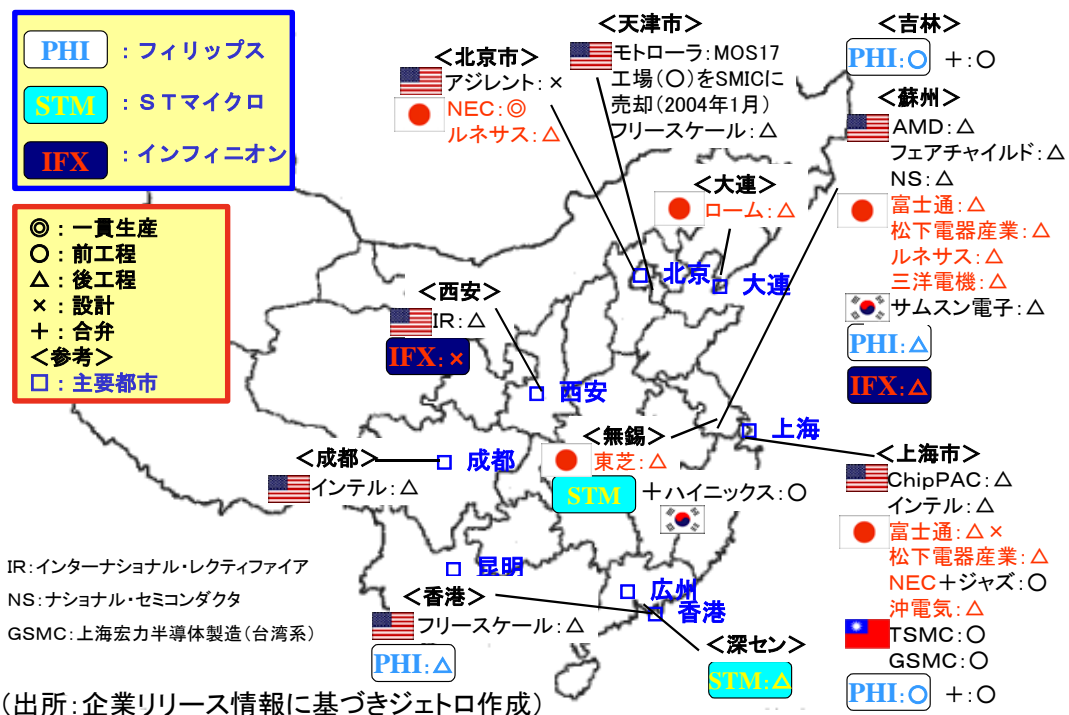 PHI :フィリップス
STM :STマイクロ
IFX :インフィニオン
◎:一貫生産
○:前工程
△:後工程
×:設計
+:合弁
<参考>
□:主要都市
<北京市>
アジレント:×
NEC:◎
ルネサス:△
<天津市>
モトローラ:MOS17
工場(○)をSMICに
売却(2004年1月)
フリースケール:△
<吉林>
PHI:○ +:○
<蘇州>
AMD:△
フェアチャイルド:△
NS:△
富士通:△
松下電器産業:△
ルネサス:△
三洋電機:△
サムスン電子:△
PHI:△
IFX:△
<大連>
ローム:△
北京
大連
<西安>
IR:△
IFX:×
西安
上海
<無錫>
東芝:△
STM +ハイニックス:○
<成都>
インテル:△
成都
<上海市>
ChipPAC:△
インテル:△
富士通:△×
松下電器産業:△
NEC+ジャズ:○
沖電気:△
TSMC:○
GSMC:○
PHI:○ +:○
昆明
広州
香港
<香港>
フリースケール:△
PHI:△
<深セン>
STM:△
IR:インターナショナル・レクティファイア
NS:ナショナル・セミコンダクタ
GSMC:上海宏力半導体製造(台湾系)
(出所:企業リリース情報に基づきジェトロ作成)